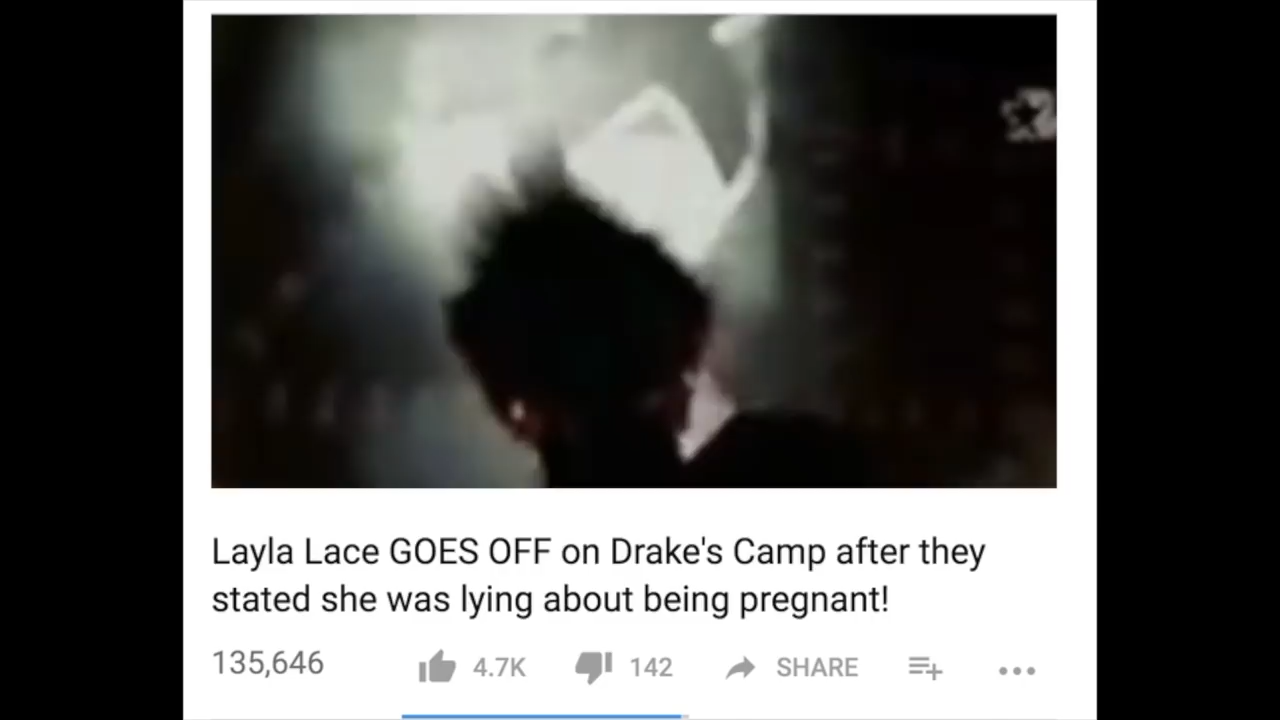 Layla Lace GOES OFF on Drake's Camp after they
stated she was lying about being pregnant!
135,646 4.7K 142 SHARE